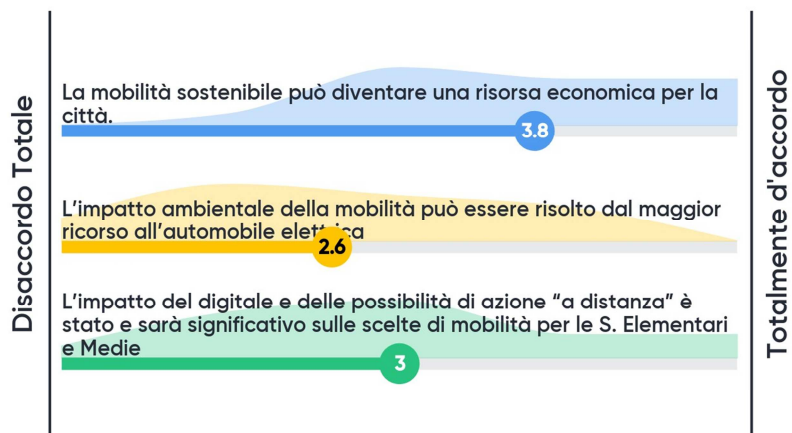 Disaccordo Totale
La mobilità sostenibile può diventare una risorsa economica per la
città.
3.8
L'impatto ambientale della mobilità può essere risolto dal maggior
ricorso all'automobile elettrica
2.6
L'impatto del digitale e delle possibilità di azione “a distanza” è
stato e sarà significativo sulle scelte di mobilità per le S. Elementari
e Medie
3
Totalmente d'accordo